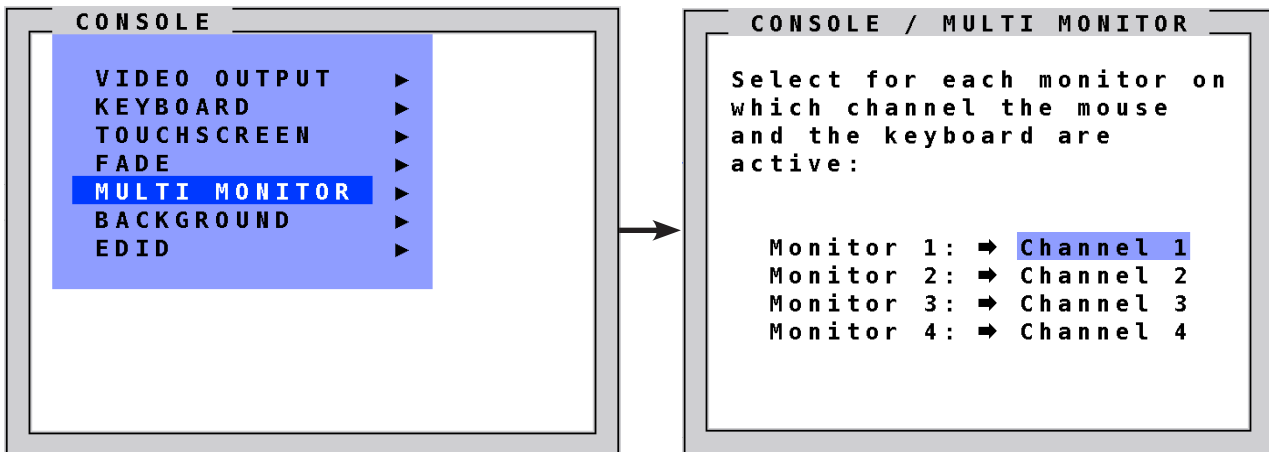 CONSOLE
VIDEO OUTPUT ►
KEYBOARD ►
TOUCHSCREEN ►
FADE ►
MULTI MONITOR ►
BACKGROUND ►
EDID ►
CONSOLE / MULTI MONITOR
Select for each monitor on
which channel the mouse
and the keyboard are
active:
Monitor 1: ➡ Channel 1
Monitor 2: ➡ Channel 2
Monitor 3: ➡ Channel 3
Monitor 4: ➡ Channel 4